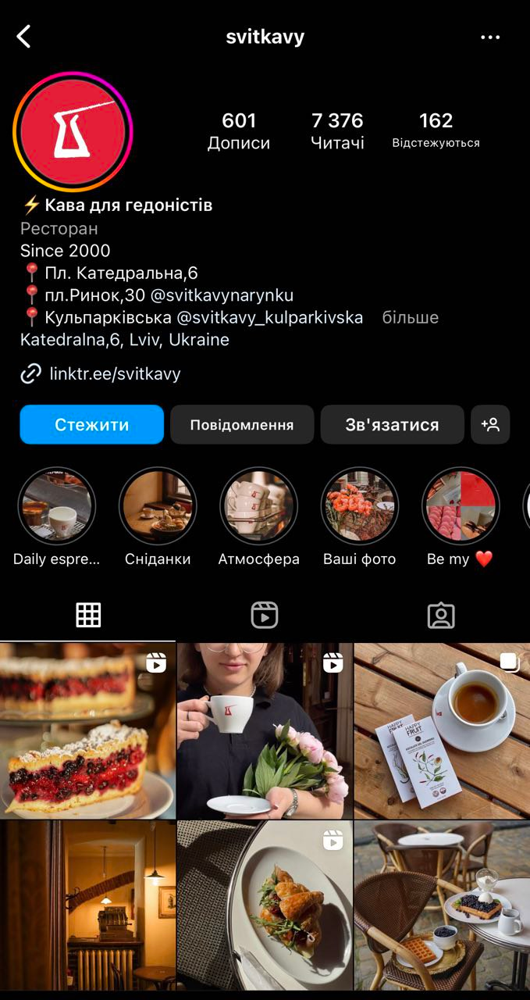 svitkavy
601 7 376 162
Дописи Читачі Відстежуються
⚡ Кава для гедоністів
Ресторан
Since 2000
📍 Пл. Катедральна,6
📍 пл.Ринок,30 @svitkavynarynku
📍 Кульпарківська @svitkavy_kulparkivska більше
Katedralna,6, Lviv, Ukraine
linktr.ee/svitkavy
Стежити Повідомлення Зв'язатися
Daily espre... Сніданки Атмосфера Ваші фото Be my ❤️
HAPPY
FRUIT